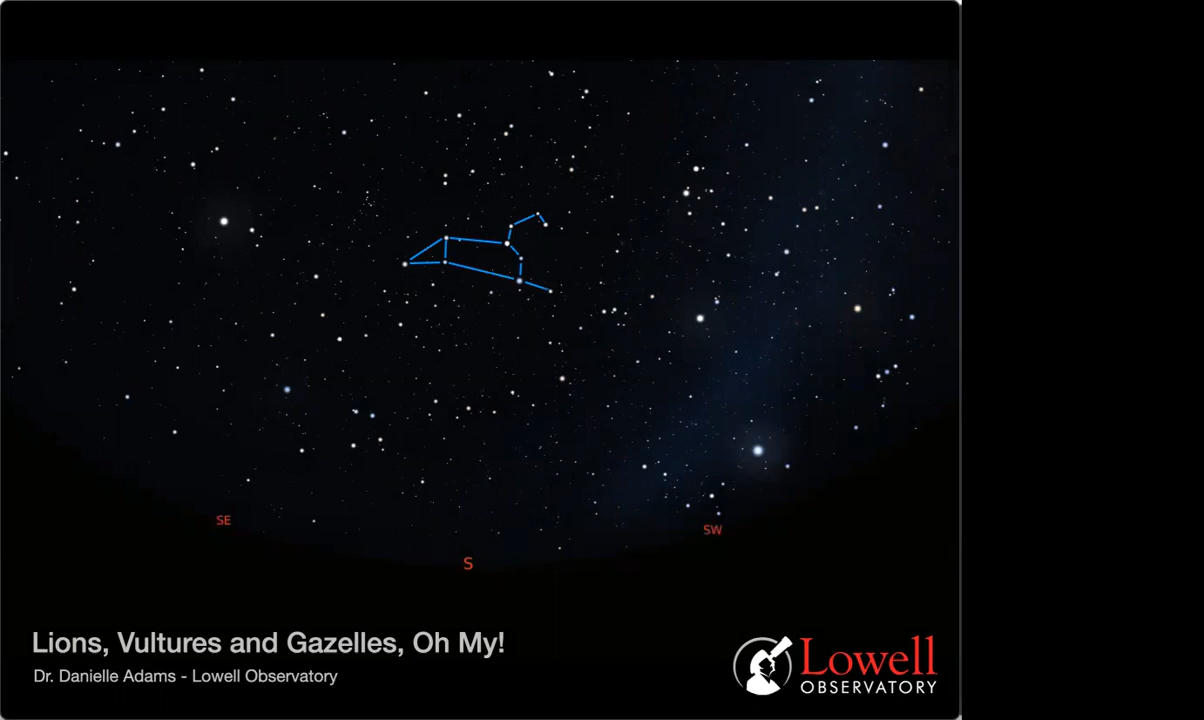 SE
SW
S
Lions, Vultures and Gazelles, Oh My!
Dr. Danielle Adams - Lowell Observatory
Lowell
OBSERVATORY